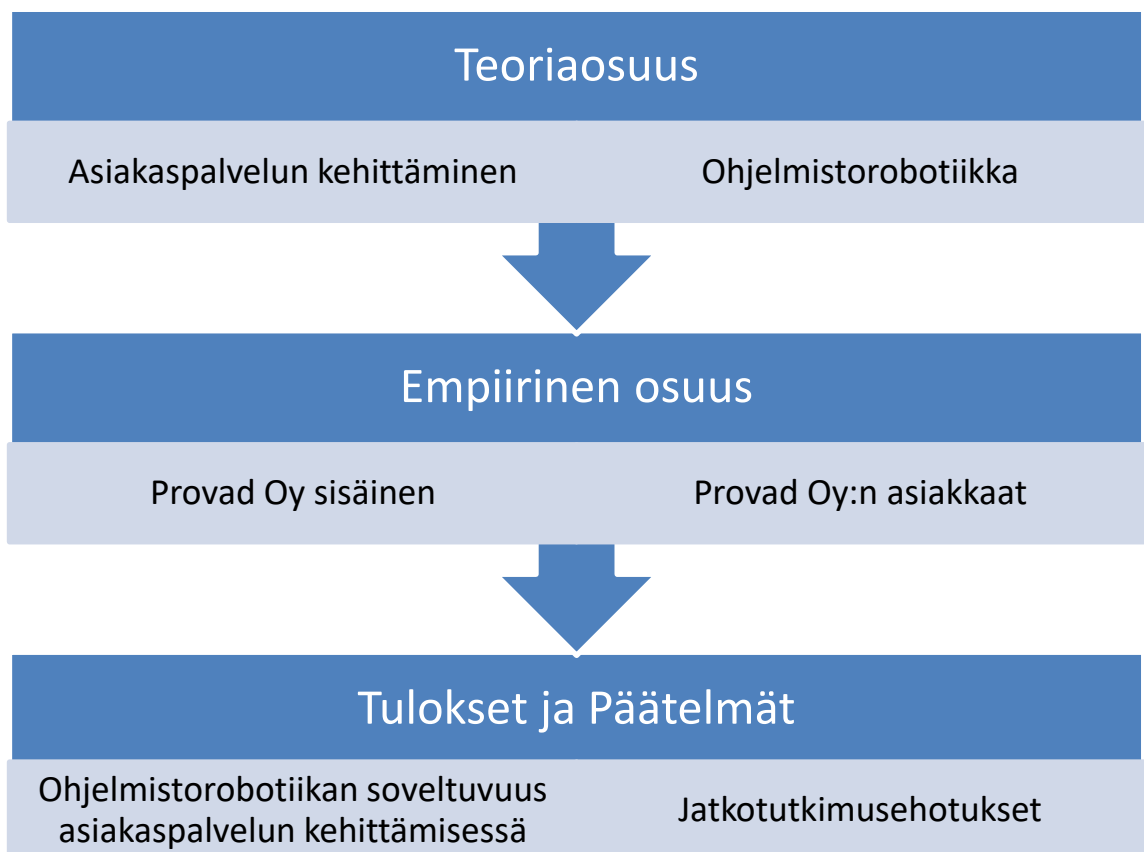 Teoriaosuus
Asiakaspalvelun kehittäminen
Ohjelmistorobotiikka
Empiirinen osuus
Provad Oy sisäinen
Provad Oy:n asiakkaat
Tulokset ja Päätelmät
Ohjelmistorobotiikan soveltuvuus
asiakaspalvelun kehittämisessä
Jatkotutkimusehotukset